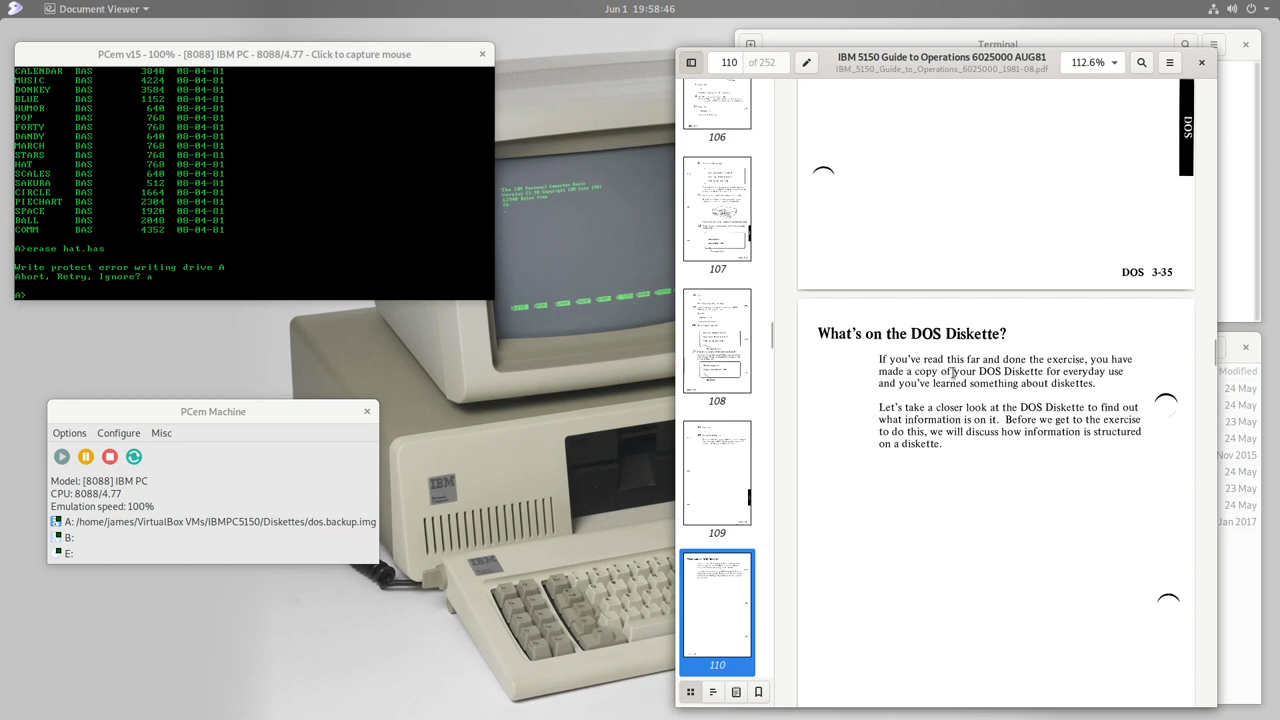 Document Viewer
Jun 1 19:58:46
PCem v15 - 100% - [8088] IBM PC - 8088/4.77 - Click to capture mouse
CALENDAR BAS 3840 08-04-81
MUSIC BAS 4224 08-04-81
DONKEY BAS 3584 08-04-81
BLUE BAS 1152 08-04-81
HUMOR BAS 640 08-04-81
POP BAS 768 08-04-81
FORTY BAS 768 08-04-81
DANDY BAS 640 08-04-81
MARCH BAS 768 08-04-81
STARS BAS 768 08-04-81
HAT BAS 768 08-04-81
SCALES BAS 640 08-04-81
SAKURA BAS 512 08-04-81
CIRCLE BAS 1664 08-04-81
PIECHART BAS 2304 08-04-81
SPACE BAS 1920 08-04-81
BALL BAS 2048 08-04-81
COMM BAS 4352 08-04-81
A>erase hat.bas
Write protect error writing drive A
Abort, Retry, Ignore? a
A>
The IBM Personal Computer Basic
Ok
IBM
IBM
PCem Machine
Options Configure Misc
Model: [8088] IBM PC
CPU: 8088/4.77
Emulation speed: 100%
A: /home/james/VirtualBox VMs/IBMPC5150/Diskettes/dos.backup.img
B:
E:
Terminal
110 of 252
IBM 5150 Guide to Operations 6025000 AUG81
IBM_5150_Guide_to_Operations_6025000_1981-08.pdf
112.6%
106
107
108
109
110
DOS
DOS 3-35
What's on the DOS Diskette?
If you've read this far and done the exercise, you have
made a copy of your DOS Diskette for everyday use
and you've learned something about diskettes.
Let's take a closer look at the DOS Diskette to find out
what information is on it. Before we get to the exercise
to do this, we will discuss how information is structured
on a diskette.
Modified
24 May
24 May
23 May
24 May
Nov 2015
24 May
23 May
24 May
Jan 2017